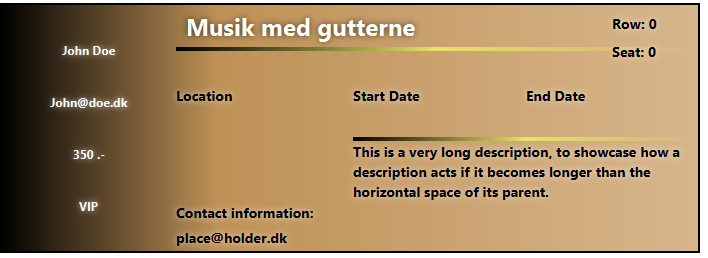 Musik med gutterne
Row: 0
Seat: 0
John Doe
John@doe.dk
350 .-
VIP
Location
Start Date
End Date
This is a very long description, to showcase how a
description acts if it becomes longer than the
horizontal space of its parent.
Contact information:
place@holder.dk